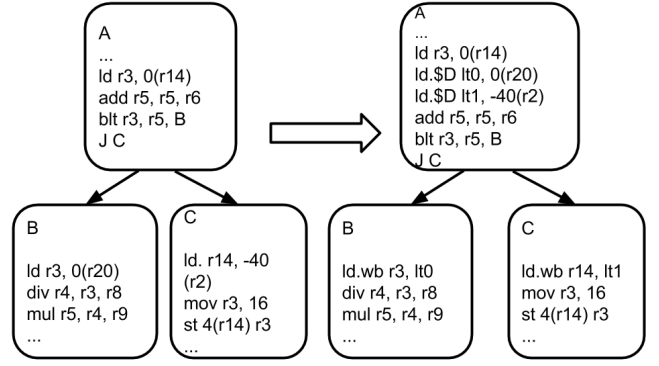 A
...
ld r3, 0(r14)
add r5, r5, r6
blt r3, r5, B
J C
B
ld r3, 0(r20)
div r4, r3, r8
mul r5, r4, r9
...
C
ld. r14, -40
(r2)
mov r3, 16
st 4(r14) r3
...
A
...
ld r3, 0(r14)
ld.$D lt0, 0(r20)
ld.$D lt1, -40(r2)
add r5, r5, r6
blt r3, r5, B
J C
B
ld.wb r3, lt0
div r4, r3, r8
mul r5, r4, r9
...
C
ld.wb r14, lt1
mov r3, 16
st 4(r14) r3
...